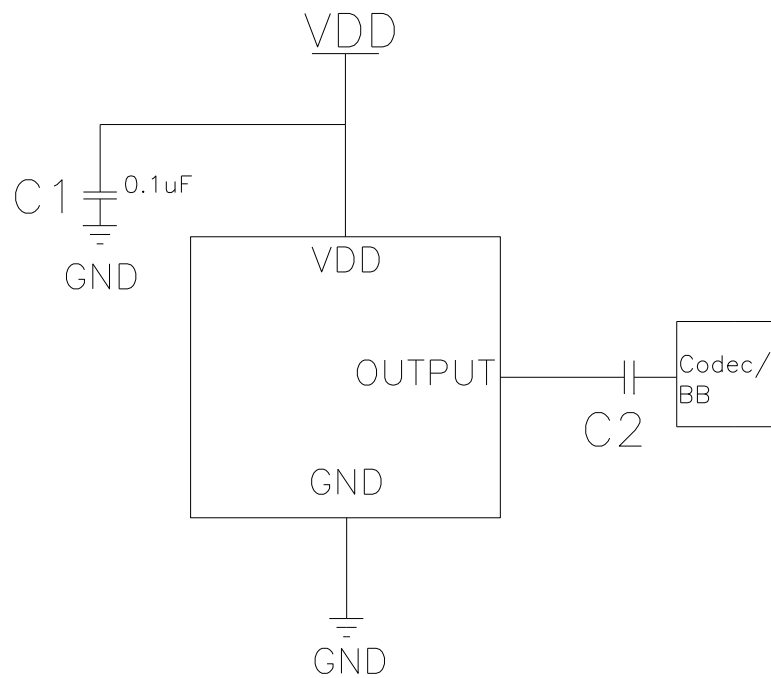 VDD
C1
0.1uF
GND
VDD
OUTPUT
Codec/
BB
C2
GND
GND